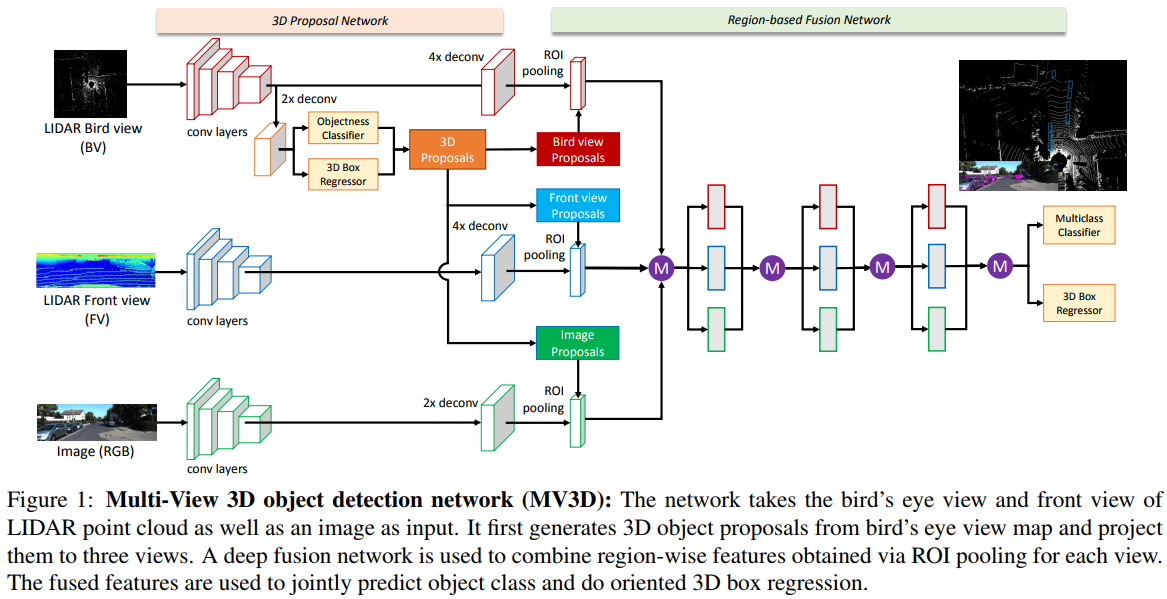 3D Proposal Network
Region-based Fusion Network
LIDAR Bird view
(BV)
conv layers
2x deconv
Objectness
Classifier
3D Box
Regressor
3D
Proposals
4x deconv
ROI
pooling
Bird view
Proposals
Front view
Proposals
LIDAR Front view
(FV)
conv layers
4x deconv
ROI
pooling
Image
Proposals
Image (RGB)
conv layers
2x deconv
ROI
pooling
M
M
M
M
Multiclass
Classifier
3D Box
Regressor
Figure 1: Multi-View 3D object detection network (MV3D): The network takes the bird's eye view and front view of
LIDAR point cloud as well as an image as input. It first generates 3D object proposals from bird's eye view map and project
them to three views. A deep fusion network is used to combine region-wise features obtained via ROI pooling for each view.
The fused features are used to jointly predict object class and do oriented 3D box regression.